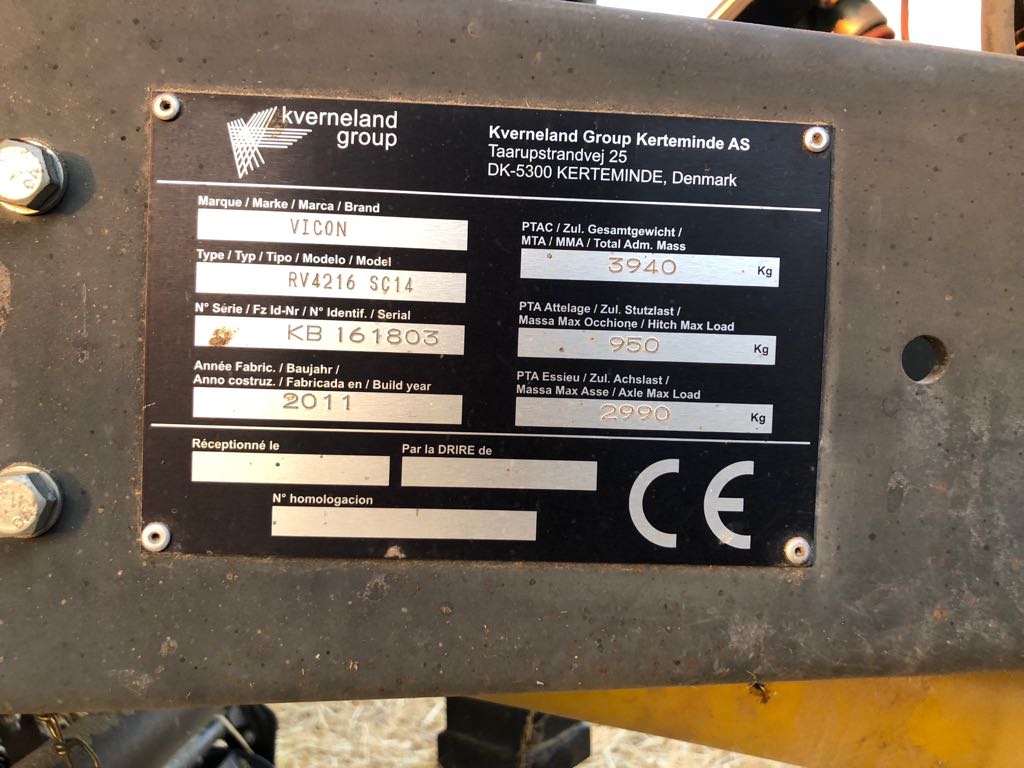 kverneland
group
Kverneland Group Kerteminde AS
Taarupstrandvej 25
DK-5300 KERTEMINDE, Denmark
Marque / Marke / Marca / Brand
VICON
Type / Typ / Tipo / Modelo / Model
RV4216 SC14
N° Série / Fz Id-Nr / N° Identif. / Serial
KB 161803
Année Fabric. / Baujahr /
Anno costruz. / Fabricada en / Build year
2011
PTAC / Zul. Gesamtgewicht /
MTA / MMA / Total Adm. Mass
3940 Kg
PTA Attelage / Zul. Stutzlast /
Massa Max Occhione / Hitch Max Load
950 Kg
PTA Essieu / Zul. Achslast /
Massa Max Asse / Axle Max Load
2990 Kg
Réceptionné le
Par la DRIRE de
N° homologacion
CE